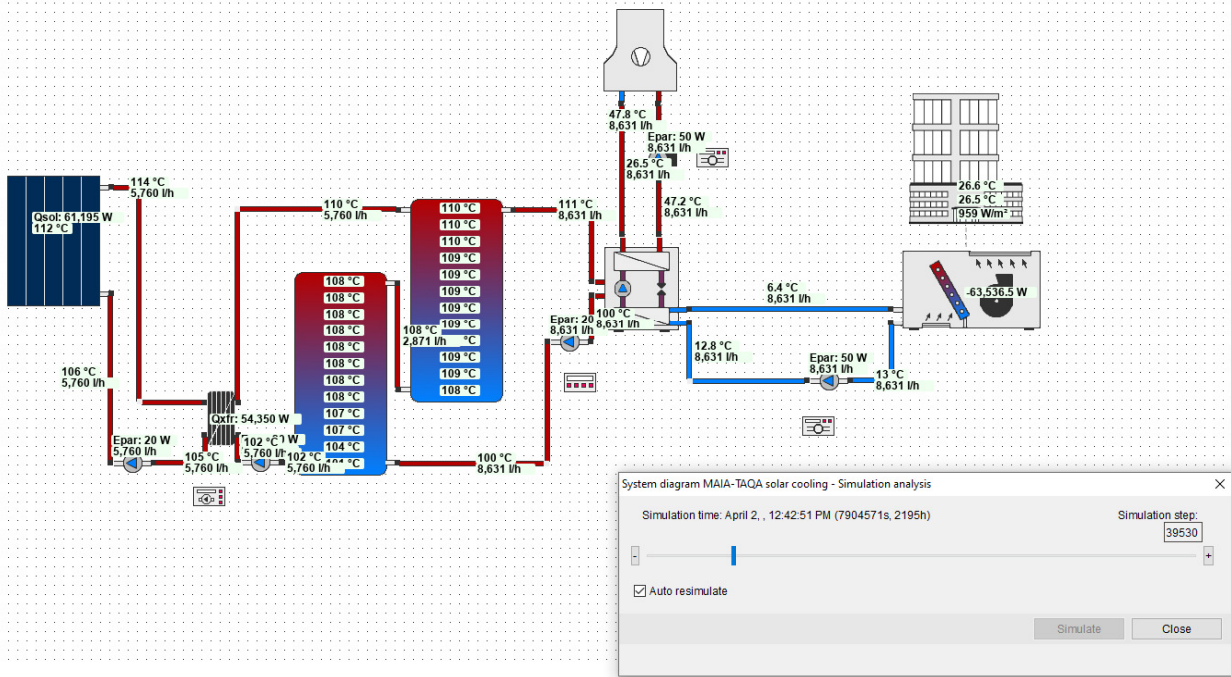 47.8 °C
8,631 l/h
Epar: 50 W
8,631 l/h
26.5 °C
8,631 l/h
47.2 °C
8,631 l/h
26.6 °C
26.5 °C
959 W/m²
114 °C
5,760 l/h
Qsol: 61,195 W
112 °C
110 °C
5,760 l/h
110 °C
110 °C
110 °C
109 °C
109 °C
109 °C
109 °C
109 °C
109 °C
109 °C
109 °C
108 °C
111 °C
8,631 l/h
108 °C
108 °C
108 °C
108 °C
108 °C
108 °C
108 °C
108 °C
107 °C
107 °C
104 °C
108 °C
2,871 l/h
Epar: 20
8,631 l/h
100 °C
8,631 l/h
6.4 °C
8,631 l/h
-63,536.5 W
12.8 °C
8,631 l/h
Epar: 50 W
8,631 l/h
13 °C
8,631 l/h
106 °C
5,760 l/h
Qxfr: 54,350 W
Epar: 20 W
5,760 l/h
105 °C
5,760 l/h
102 °C
5,760 l/h
102 °C
5,760 l/h
100 °C
8,631 l/h
System diagram MAIA-TAQA solar cooling - Simulation analysis
Simulation time: April 2, , 12:42:51 PM (7904571s, 2195h)
Simulation step:
39530
-
+
Auto resimulate
Simulate
Close